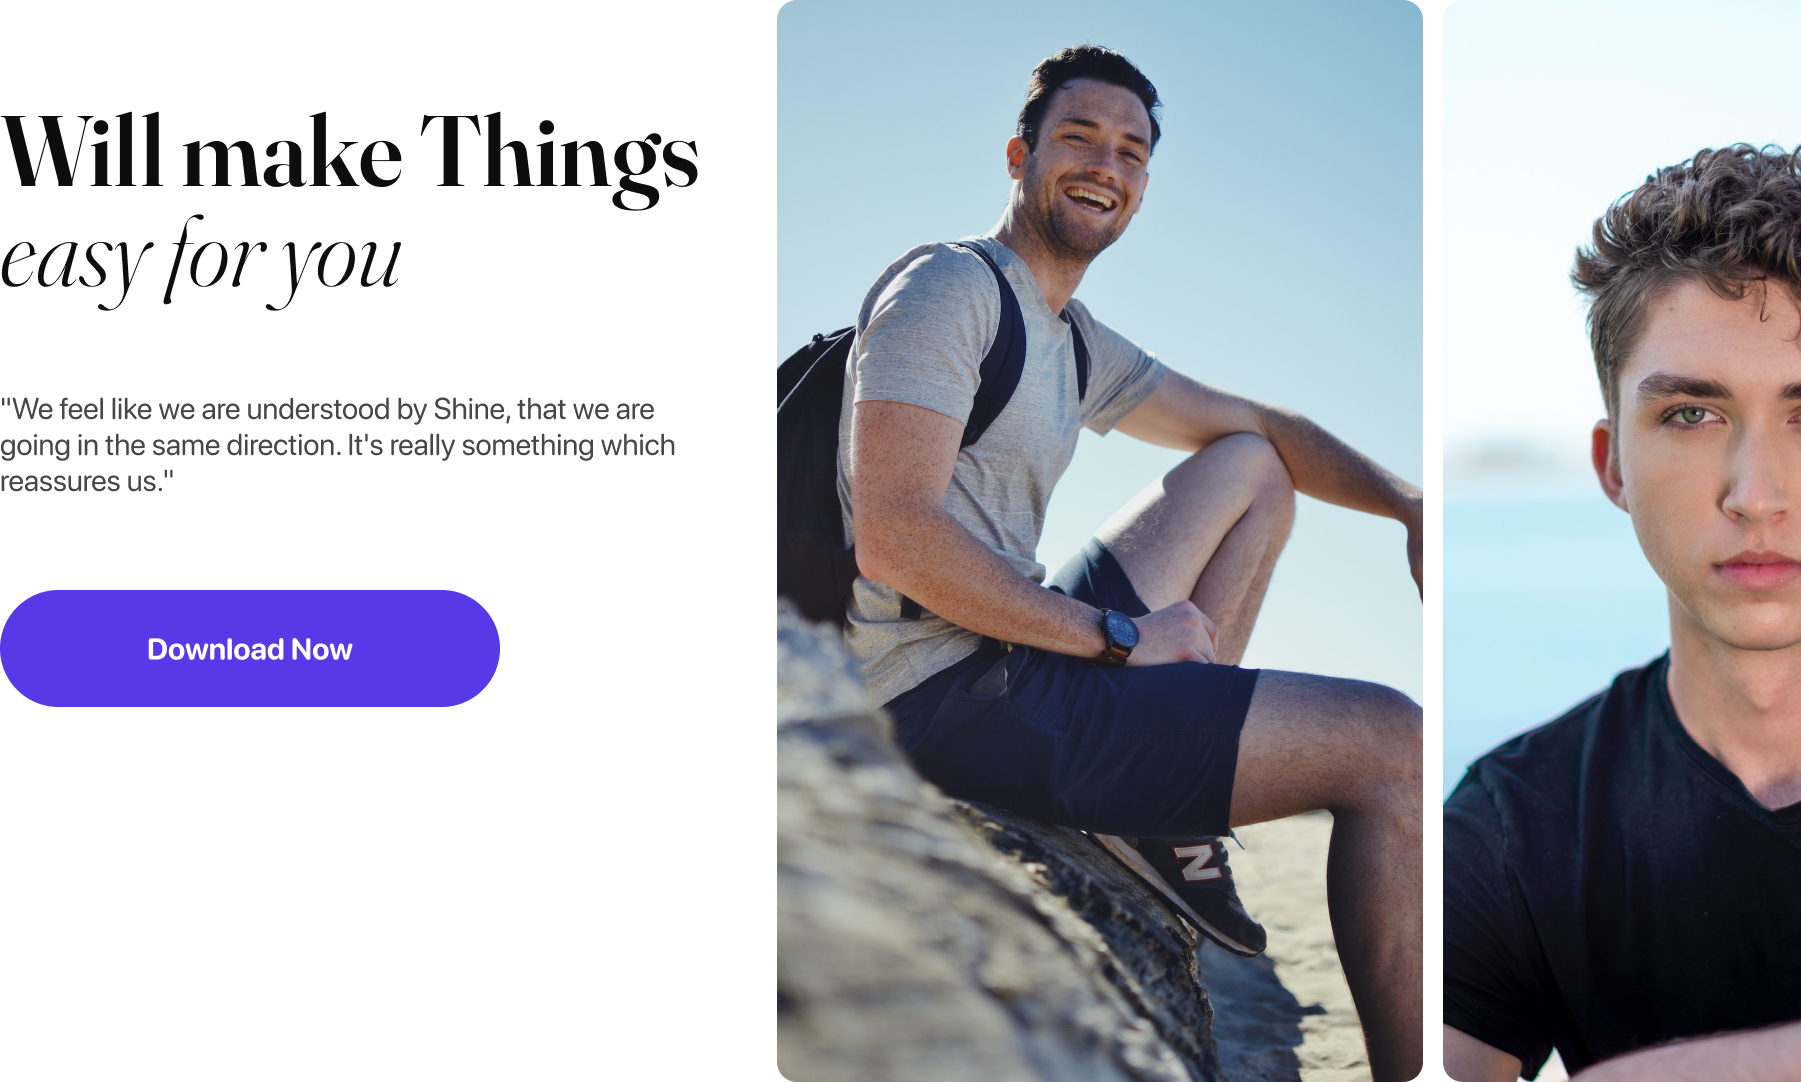 Will make Things
easy for you
"We feel like we are understood by Shine, that we are
going in the same direction. It's really something which
reassures us."
Download Now
N